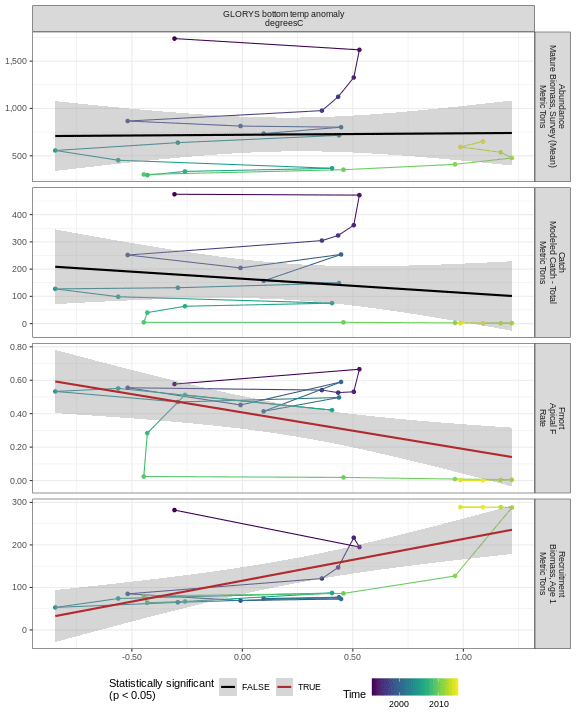 GLORYS bottom temp anomaly
degreesC
1,500
1,000
500
Abundance
Mature Biomass, Survey (Mean)
Metric Tons
400
300
200
100
0
Catch
Modeled Catch - Total
Metric Tons
0.80
0.60
0.40
0.20
0.00
Fmort
Apical F
Rate
300
200
100
0
Recruitment
Biomass, Age 1
Metric Tons
-0.50 0.00 0.50 1.00
Statistically significant
(p < 0.05)
FALSE TRUE
Time
2000 2010